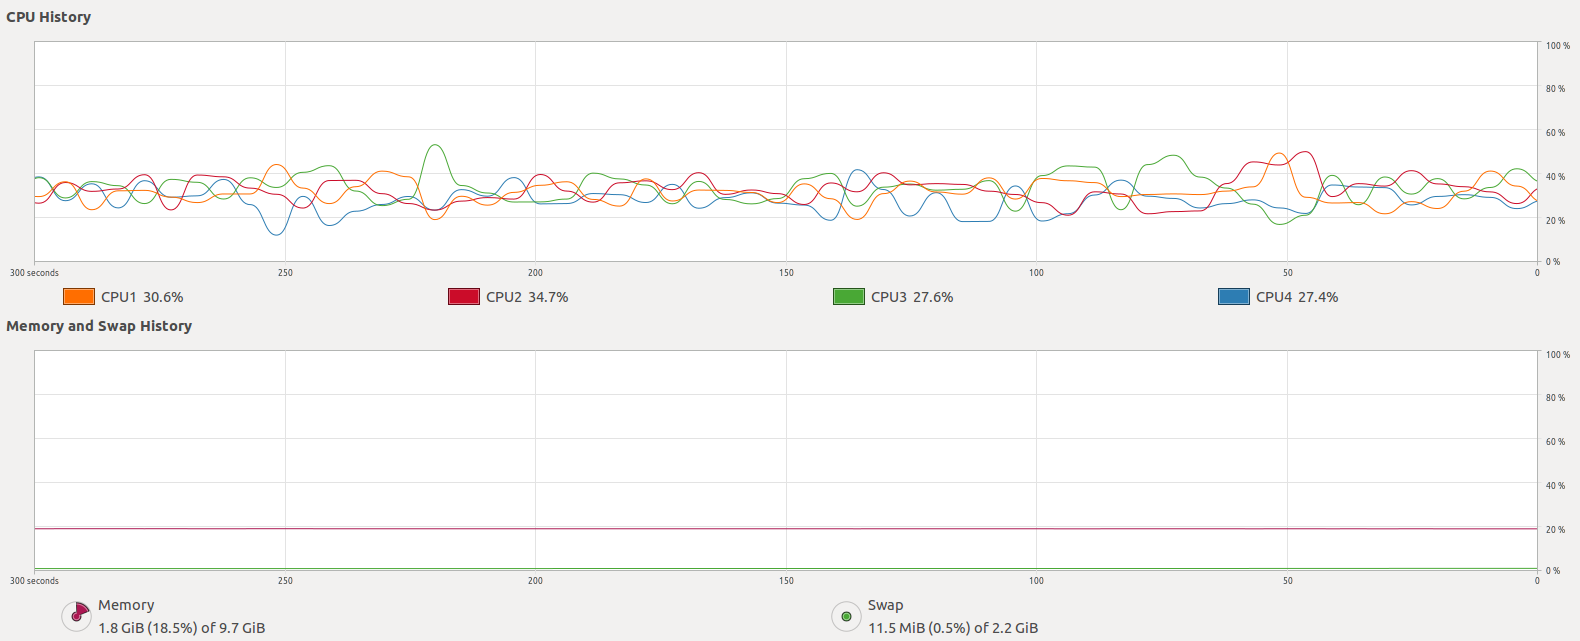 CPU History
100 %
80 %
60 %
40 %
20 %
0 %
300 seconds 250 200 150 100 50 0
CPU1 30.6% CPU2 34.7% CPU3 27.6% CPU4 27.4%
Memory and Swap History
100 %
80 %
60 %
40 %
20 %
0 %
300 seconds 250 200 150 100 50 0
Memory
1.8 GiB (18.5%) of 9.7 GiB
Swap
11.5 MiB (0.5%) of 2.2 GiB